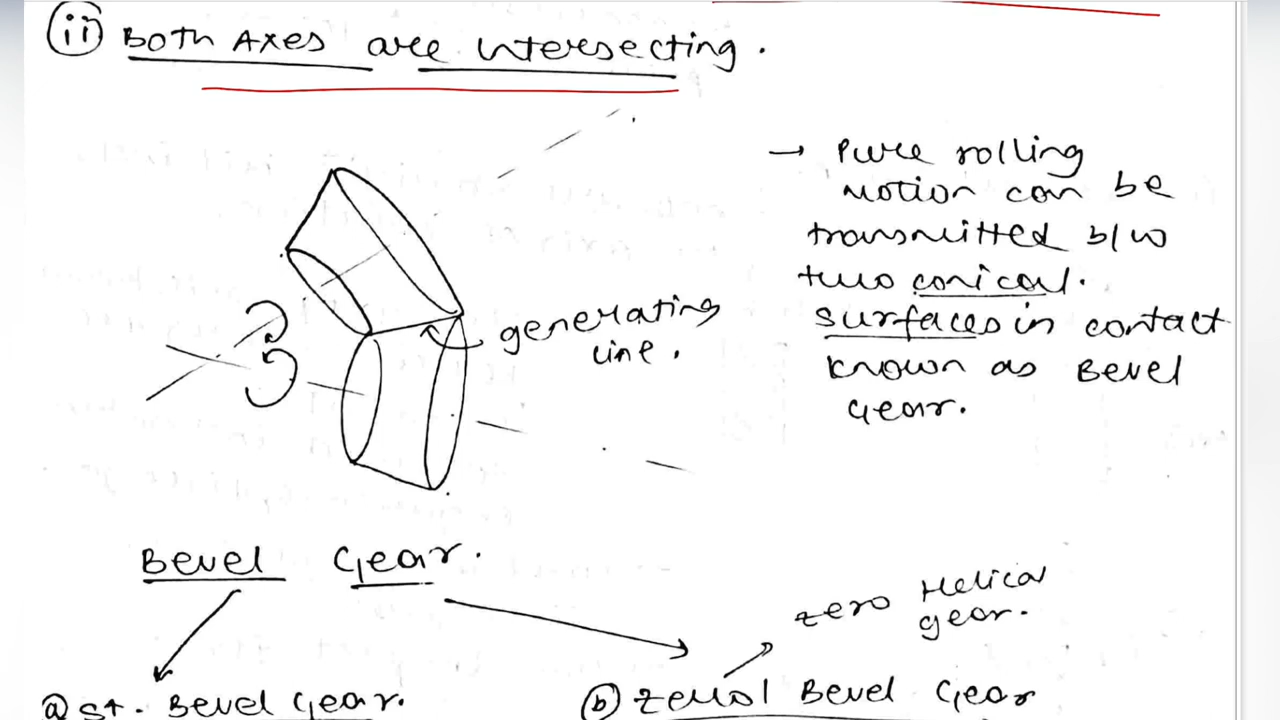 (ii) Both Axes are intersecting.
→ Pure rolling
motion can be
transmitted b/w
two conical.
surfaces in contact
known as Bevel
Gear.
generating
line.
Bevel Gear.
zero Helical
gear.
(a) St. Bevel Gear.
(b) Zerol Bevel Gear